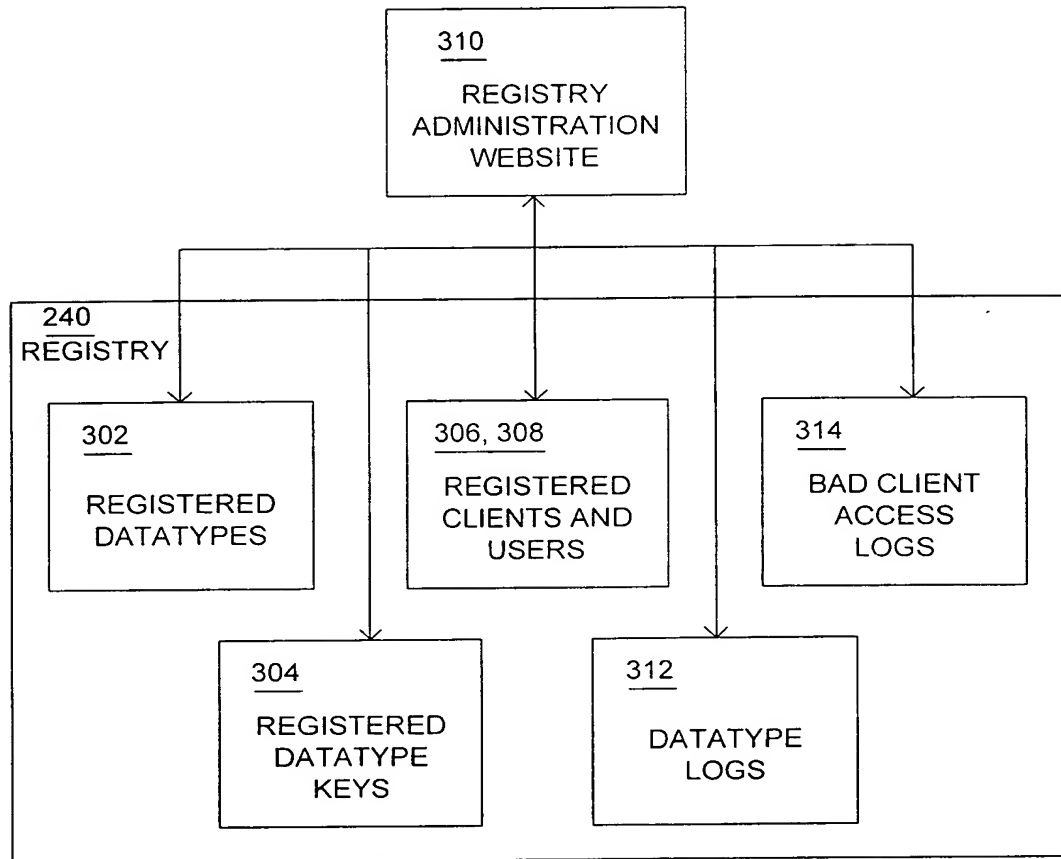 310
REGISTRY
ADMINISTRATION
WEBSITE
240
REGISTRY
302
REGISTERED
DATATYPES
306, 308
REGISTERED
CLIENTS AND
USERS
314
BAD CLIENT
ACCESS
LOGS
304
REGISTERED
DATATYPE
KEYS
312
DATATYPE
LOGS